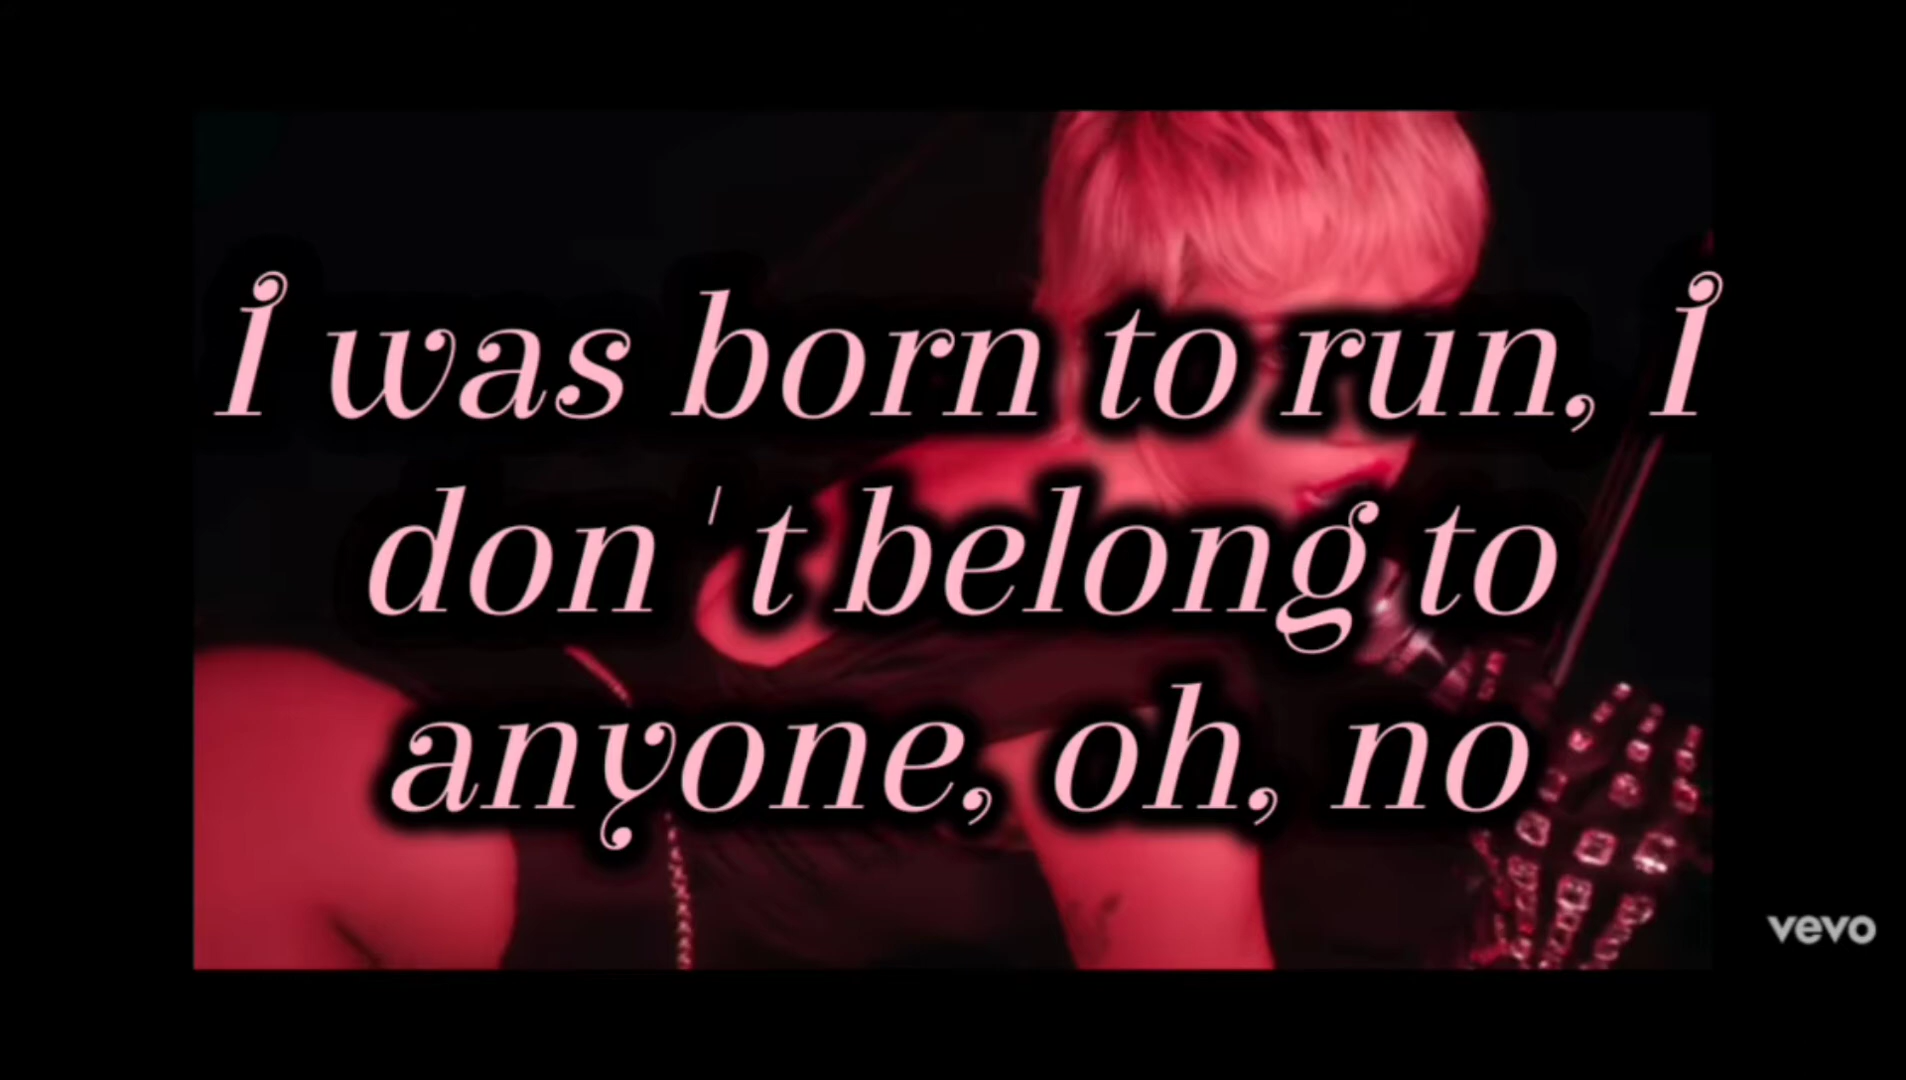 I was born to run, I
don't belong to
anyone, oh, no
vevo